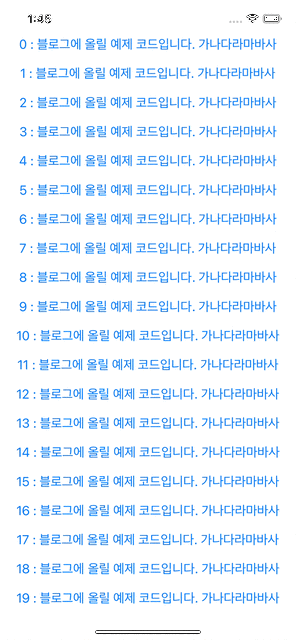 1:46
0 : 블로그에 올릴 예제 코드입니다. 가나다라마바사
1 : 블로그에 올릴 예제 코드입니다. 가나다라마바사
2 : 블로그에 올릴 예제 코드입니다. 가나다라마바사
3 : 블로그에 올릴 예제 코드입니다. 가나다라마바사
4 : 블로그에 올릴 예제 코드입니다. 가나다라마바사
5 : 블로그에 올릴 예제 코드입니다. 가나다라마바사
6 : 블로그에 올릴 예제 코드입니다. 가나다라마바사
7 : 블로그에 올릴 예제 코드입니다. 가나다라마바사
8 : 블로그에 올릴 예제 코드입니다. 가나다라마바사
9 : 블로그에 올릴 예제 코드입니다. 가나다라마바사
10 : 블로그에 올릴 예제 코드입니다. 가나다라마바사
11 : 블로그에 올릴 예제 코드입니다. 가나다라마바사
12 : 블로그에 올릴 예제 코드입니다. 가나다라마바사
13 : 블로그에 올릴 예제 코드입니다. 가나다라마바사
14 : 블로그에 올릴 예제 코드입니다. 가나다라마바사
15 : 블로그에 올릴 예제 코드입니다. 가나다라마바사
16 : 블로그에 올릴 예제 코드입니다. 가나다라마바사
17 : 블로그에 올릴 예제 코드입니다. 가나다라마바사
18 : 블로그에 올릴 예제 코드입니다. 가나다라마바사
19 : 블로그에 올릴 예제 코드입니다. 가나다라마바사